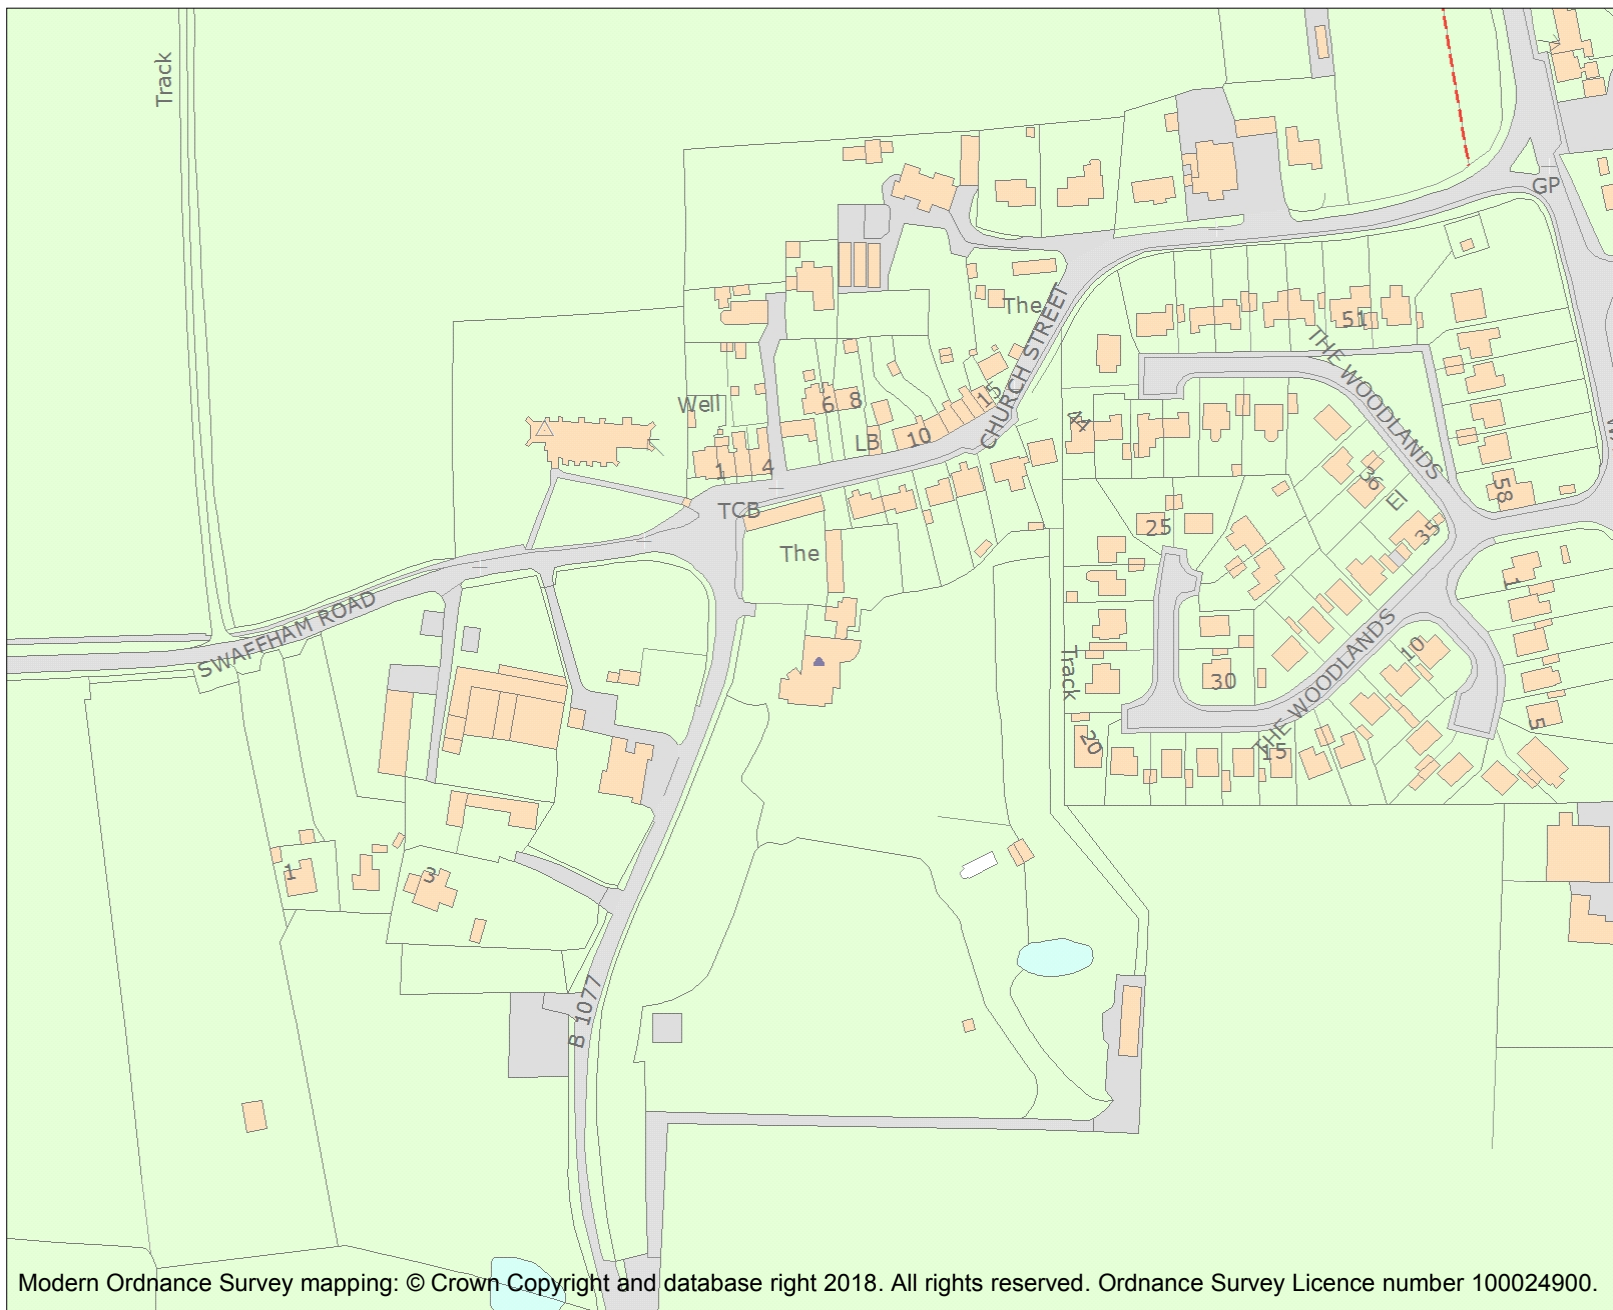 Track
GP
The
CHURCH STREET
51
THE WOODLANDS
Well
6
8
15
44
LB
10
1
4
36
El
58
TCB
25
35
The
1
SWAFFHAM ROAD
Track
30
10
THE WOODLANDS
5
20
15
1
3
B 1077
Modern Ordnance Survey mapping: © Crown Copyright and database right 2018. All rights reserved. Ordnance Survey Licence number 100024900.